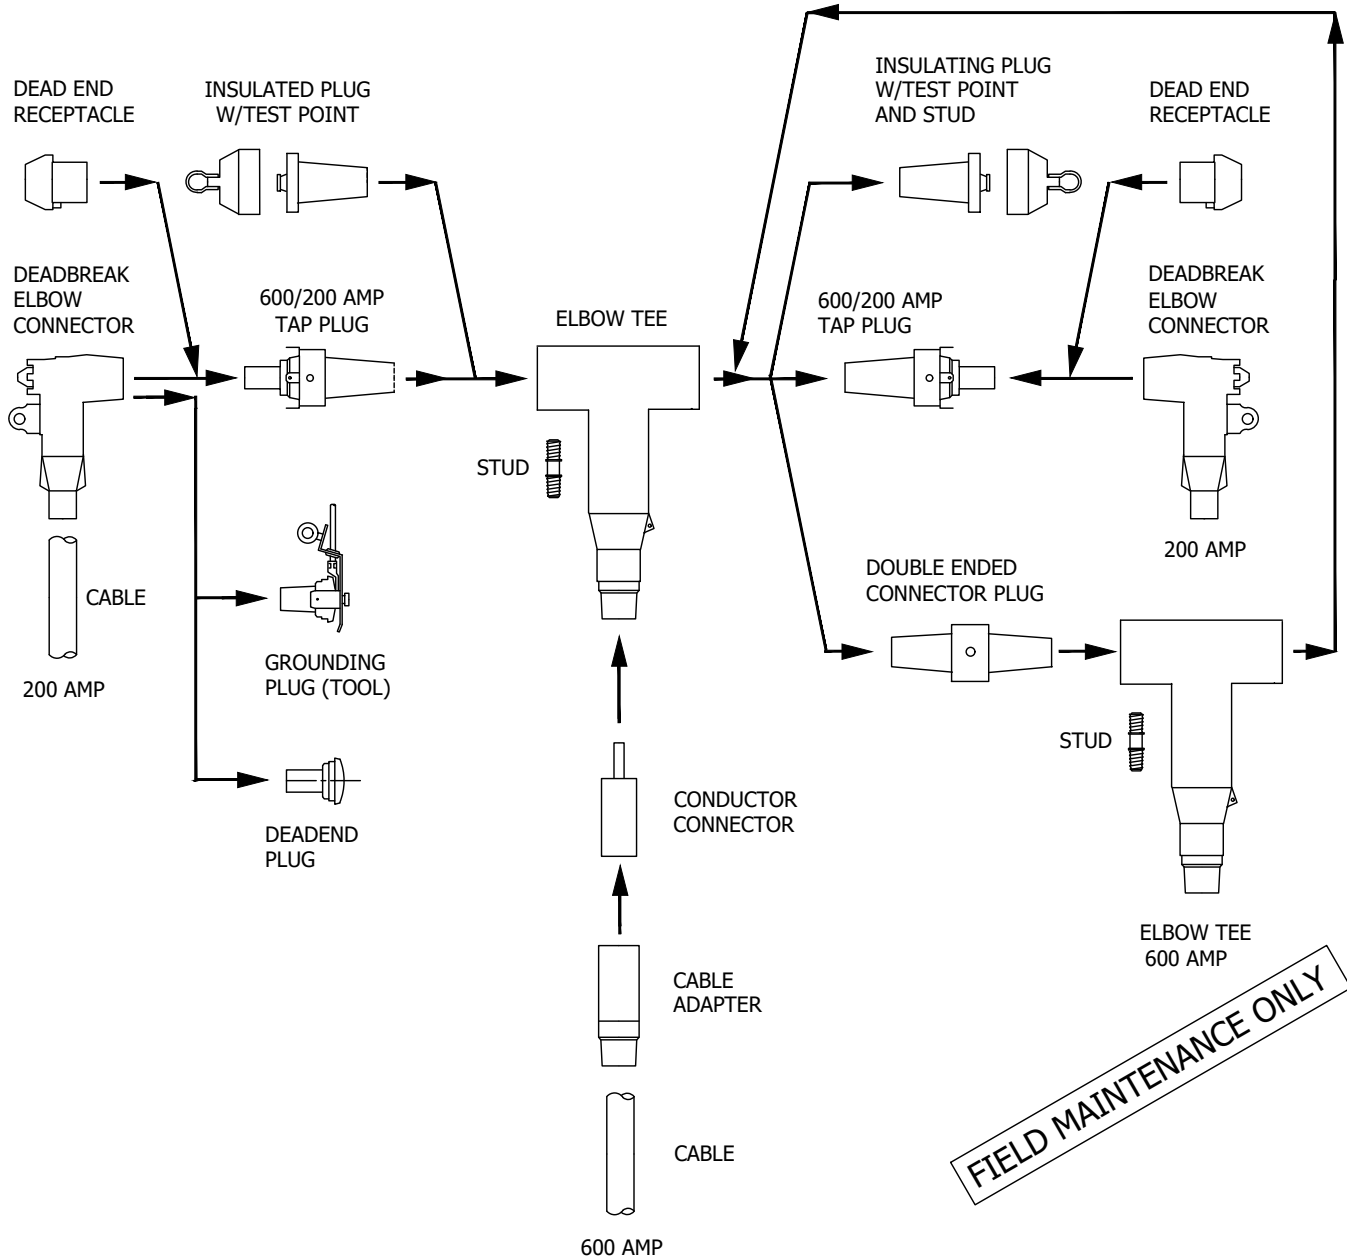 DEAD END
RECEPTACLE
INSULATED PLUG
W/TEST POINT
INSULATING PLUG
W/TEST POINT
AND STUD
DEAD END
RECEPTACLE
DEADBREAK
ELBOW
CONNECTOR
600/200 AMP
TAP PLUG
ELBOW TEE
600/200 AMP
TAP PLUG
DEADBREAK
ELBOW
CONNECTOR
STUD
200 AMP
CABLE
200 AMP
GROUNDING
PLUG (TOOL)
DOUBLE ENDED
CONNECTOR PLUG
STUD
DEADEND
PLUG
CONDUCTOR
CONNECTOR
ELBOW TEE
600 AMP
CABLE
ADAPTER
CABLE
600 AMP
FIELD MAINTENANCE ONLY